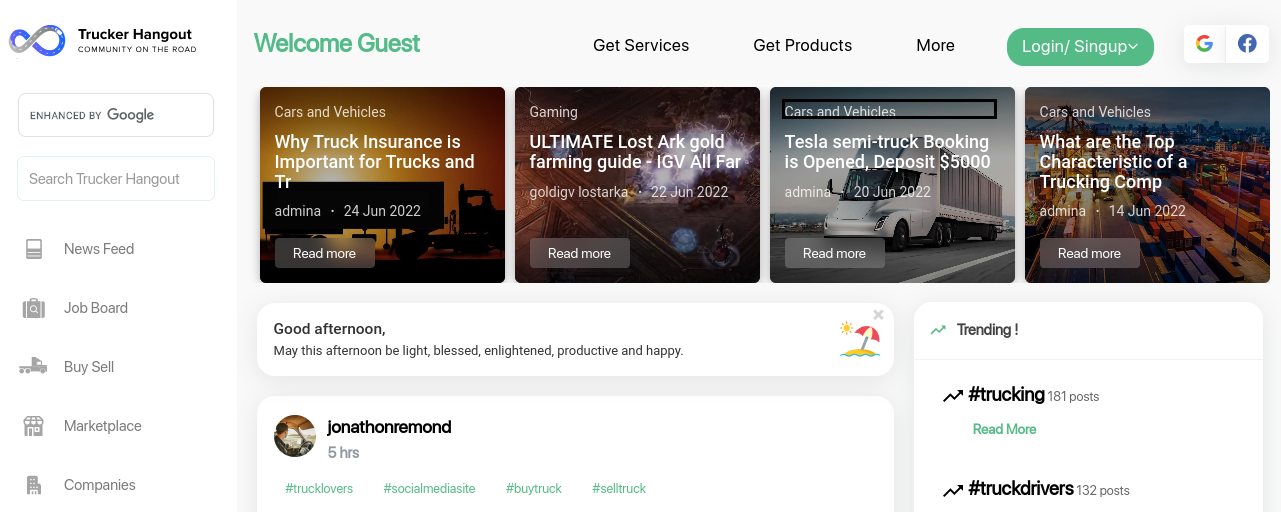 Trucker Hangout
COMMUNITY ON THE ROAD
Welcome Guest
Get Services
Get Products
More
Login/ Singup
ENHANCED BY Google
Search Trucker Hangout
News Feed
Job Board
Buy Sell
Marketplace
Companies
Cars and Vehicles
Why Truck Insurance is
Important for Trucks and
Tr
admina · 24 Jun 2022
Read more
Gaming
ULTIMATE Lost Ark gold
farming guide - IGV All Far
goldigv lostarka · 22 Jun 2022
Read more
Cars and Vehicles
Tesla semi-truck Booking
is Opened, Deposit $5000
admina · 20 Jun 2022
Read more
Cars and Vehicles
What are the Top
Characteristic of a
Trucking Comp
admina · 14 Jun 2022
Read more
Good afternoon,
May this afternoon be light, blessed, enlightened, productive and happy.
jonathonremond
5 hrs
#trucklovers #socialmediasite #buytruck #selltruck
Trending !
#trucking 181 posts
Read More
#truckdrivers 132 posts